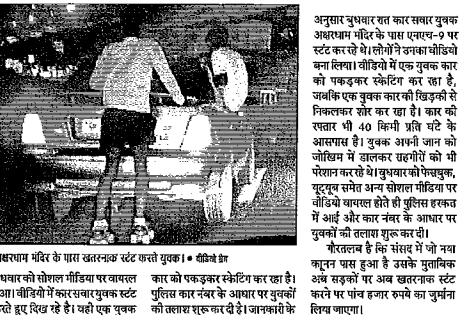 क्षरधाम मंदिर के पास खतरनाक स्टंट करते युवक। ● वीडियो ग्रैब
धवार को सोशल मीडिया पर वायरल
आ। वीडियो में कार सवार युवक स्टंट
रते हुए दिख रहे है। वही एक युवक
कार को पकड़कर स्केटिंग कर रहा है।
पुलिस कार नंबर के आधार पर युवकों
की तलाश शुरू कर दी है। जानकारी के
अनुसार बुधवार रात कार सवार युवक
अक्षरधाम मंदिर के पास एनएच-9 पर
स्टंट कर रहे थे। लोगों ने उनका वीडियो
बना लिया। वीडियो में एक युवक कार
को पकड़कर स्केटिंग कर रहा है,
जबकि एक युवक कार की खिड़की से
निकलकर शोर कर रहा है। कार की
रफ्तार भी 40 किमी प्रति घंटे के
आसपास है। युवक अपनी जान को
जोखिम में डालकर राहगीरों को भी
परेशान कर रहे थे। बुधवार को फेसबुक,
यूट्यूब समेत अन्य सोशल मीडिया पर
वीडियो वायरल होते ही पुलिस हरकत
में आई और कार नंबर के आधार पर
युवकों की तलाश शुरू कर दी।
गौरतलब है कि संसद में जो नया
कानून पास हुआ है उसके मुताबिक
अब सड़कों पर अब खतरनाक स्टंट
करने पर पांच हजार रुपये का जुर्माना
लिया जाएगा।